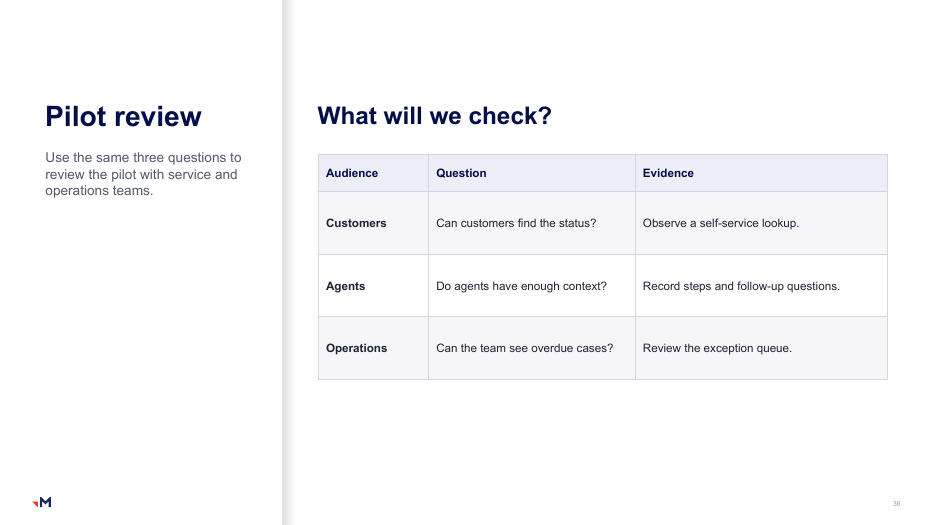 Pilot review
Use the same three questions to
review the pilot with service and
operations teams.
What will we check?
Audience Question Evidence
Customers Can customers find the status? Observe a self-service lookup.
Agents Do agents have enough context? Record steps and follow-up questions.
Operations Can the team see overdue cases? Review the exception queue.
M
36